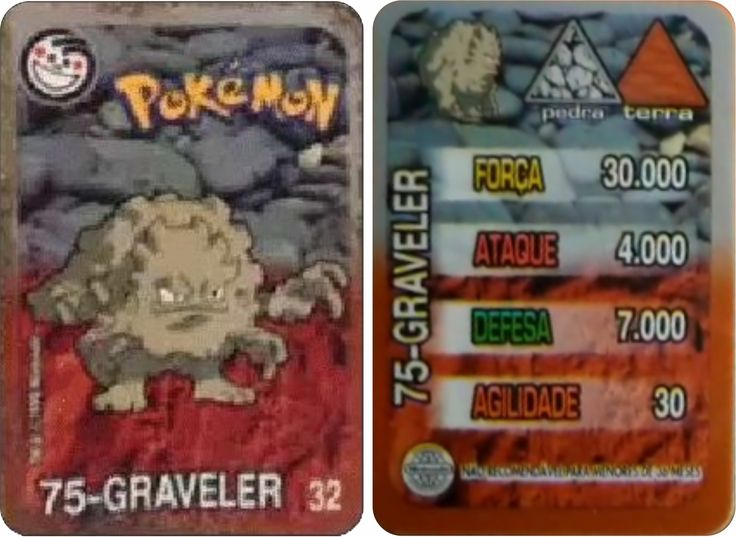 POKéMON
75-GRAVELER 32
pedra terra
75-GRAVELER
FORÇA 30.000
ATAQUE 4.000
DEFESA 7.000
AGILIDADE 30
NÃO RECOMENDAVEL PARA MENORES DE 36 MESES